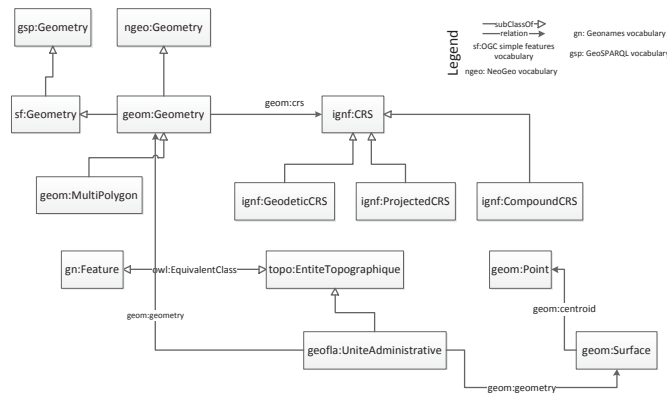 gsp:Geometry
ngeo:Geometry
Legend
subClassOf
relation
sf:OGC simple features
vocabulary
ngeo: NeoGeo vocabulary
gn: Geonames vocabulary
gsp: GeoSPARQL vocabulary
sf:Geometry
geom:Geometry
geom:crs
ignf:CRS
geom:MultiPolygon
ignf:GeodeticCRS
ignf:ProjectedCRS
ignf:CompoundCRS
gn:Feature
owl:EquivalentClass
topo:EntiteTopographique
geom:Point
geom:geometry
geom:centroid
geofla:UniteAdministrative
geom:Surface
geom:geometry